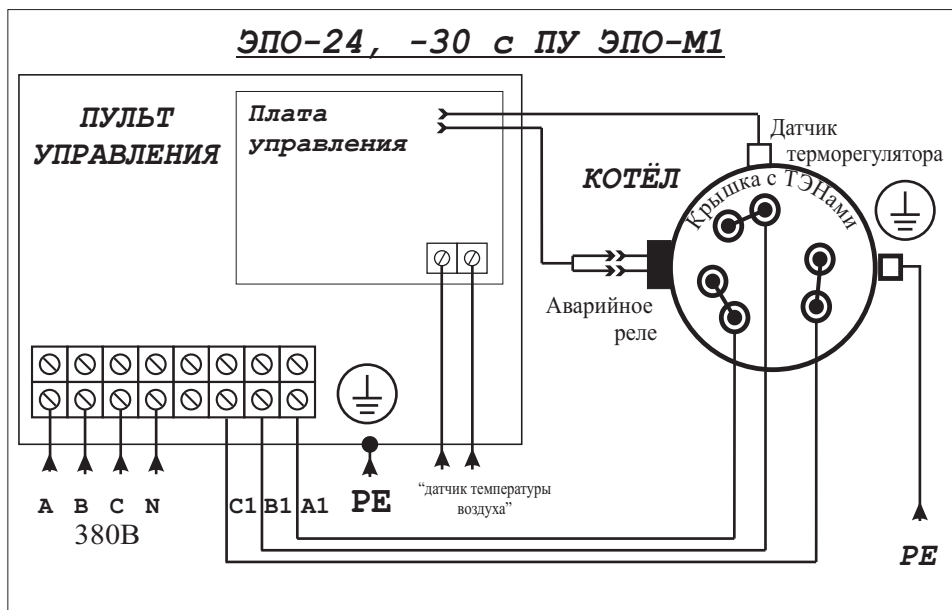 ЭПО-24, -30 с ПУ ЭПО-М1
ПУЛЬТ
УПРАВЛЕНИЯ
Плата
управления
Датчик
терморегулятора
КОТЁЛ
Крышка с ТЭНами
Аварийное
реле
A B C N
380В
C1 B1 A1
PE
“датчик температуры
воздуха”
PE